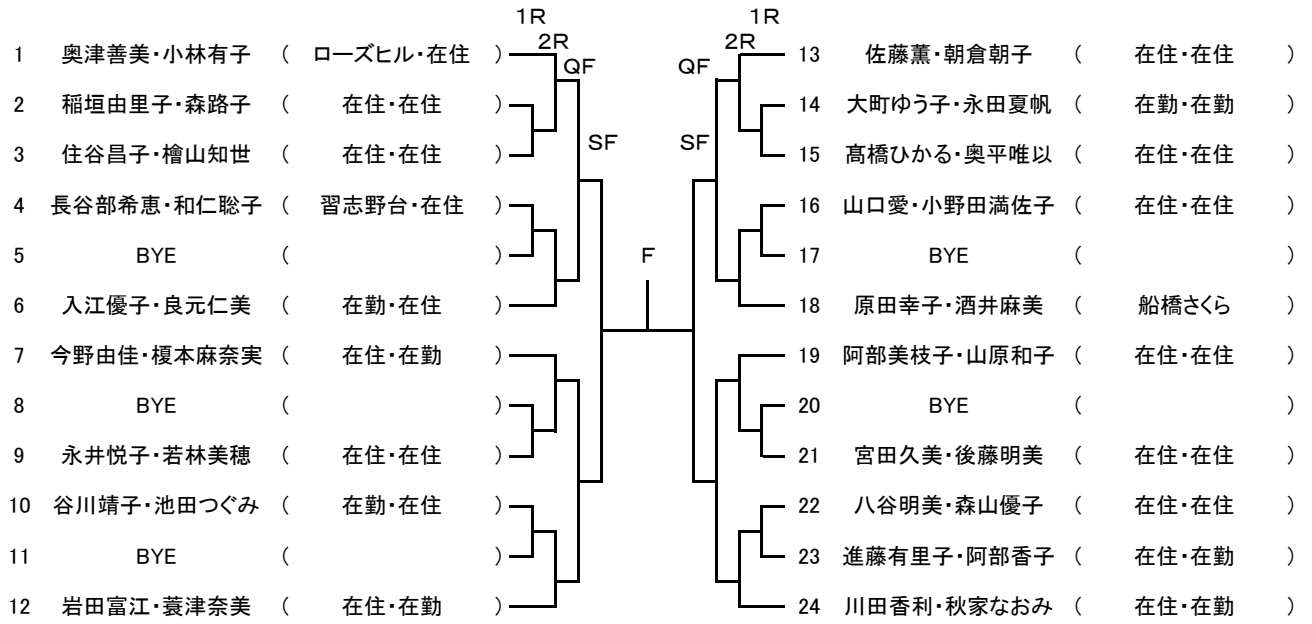 1R 1R
2R 2R
QF QF
SF SF
F
1 奥津善美・小林有子 ( ローズヒル・在住 )
2 稲垣由里子・森路子 ( 在住・在住 )
3 住谷昌子・檜山知世 ( 在住・在住 )
4 長谷部希恵・和仁聡子 ( 習志野台・在住 )
5 BYE ( )
6 入江優子・良元仁美 ( 在勤・在住 )
7 今野由佳・榎本麻奈実 ( 在住・在勤 )
8 BYE ( )
9 永井悦子・若林美穂 ( 在住・在住 )
10 谷川靖子・池田つぐみ ( 在勤・在住 )
11 BYE ( )
12 岩田富江・蓑津奈美 ( 在住・在勤 )
13 佐藤薫・朝倉朝子 ( 在住・在住 )
14 大町ゆう子・永田夏帆 ( 在勤・在勤 )
15 髙橋ひかる・奥平唯以 ( 在住・在住 )
16 山口愛・小野田満佐子 ( 在住・在住 )
17 BYE ( )
18 原田幸子・酒井麻美 ( 船橋さくら )
19 阿部美枝子・山原和子 ( 在住・在住 )
20 BYE ( )
21 宮田久美・後藤明美 ( 在住・在住 )
22 八谷明美・森山優子 ( 在住・在住 )
23 進藤有里子・阿部香子 ( 在住・在勤 )
24 川田香利・秋家なおみ ( 在住・在勤 )